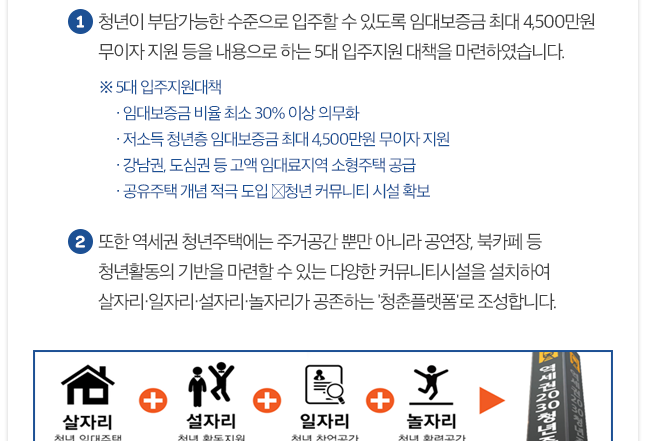 1 청년이 부담가능한 수준으로 입주할 수 있도록 임대보증금 최대 4,500만원
무이자 지원 등을 내용으로 하는 5대 입주지원 대책을 마련하였습니다.
※ 5대 입주지원대책
· 임대보증금 비율 최소 30% 이상 의무화
· 저소득 청년층 임대보증금 최대 4,500만원 무이자 지원
· 강남권, 도심권 등 고액 임대료지역 소형주택 공급
· 공유주택 개념 적극 도입 청년 커뮤니티 시설 확보
2 또한 역세권 청년주택에는 주거공간 뿐만 아니라 공연장, 북카페 등
청년활동의 기반을 마련할 수 있는 다양한 커뮤니티시설을 설치하여
살자리·일자리·설자리·놀자리가 공존하는 '청춘플랫폼'로 조성합니다.
살자리 설자리 일자리 놀자리
청년 임대주택 청년 활동지원 청년 창업공간 청년 활력공간
역세권2030청년주